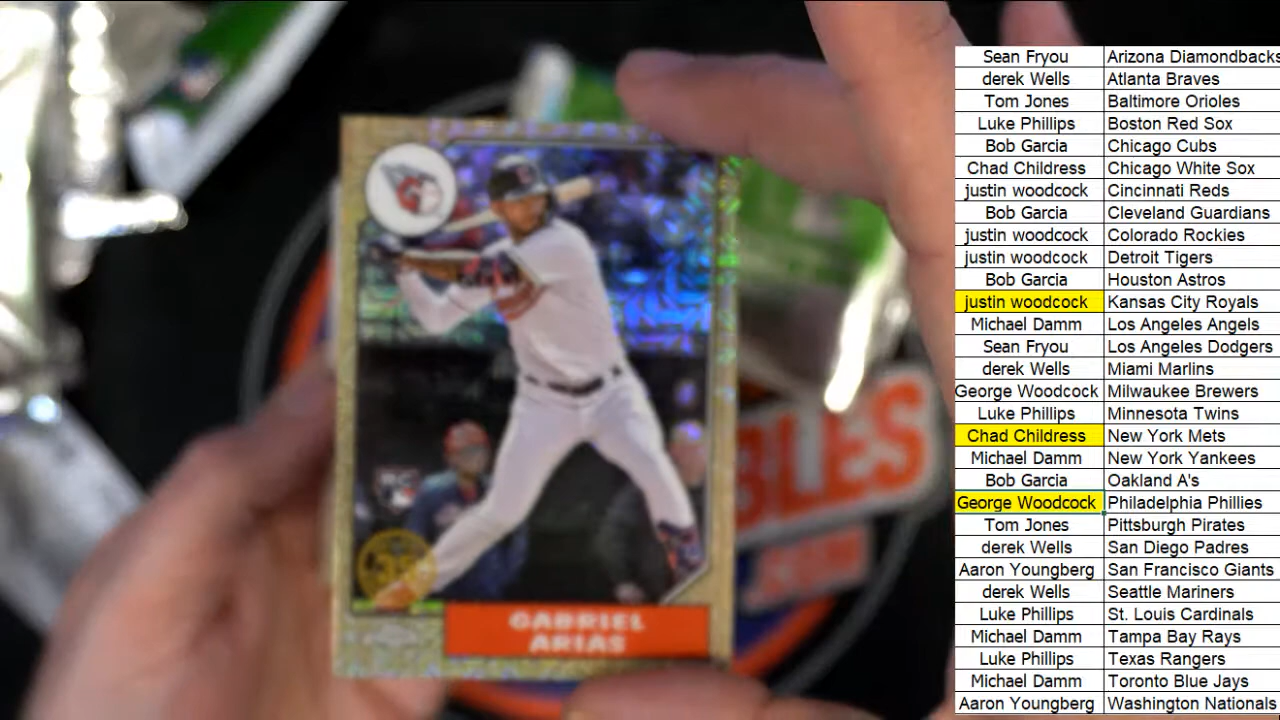 GABRIEL
ARIAS
35
RC
BLES
.COM
Sean Fryou Arizona Diamondbacks
derek Wells Atlanta Braves
Tom Jones Baltimore Orioles
Luke Phillips Boston Red Sox
Bob Garcia Chicago Cubs
Chad Childress Chicago White Sox
justin woodcock Cincinnati Reds
Bob Garcia Cleveland Guardians
justin woodcock Colorado Rockies
justin woodcock Detroit Tigers
Bob Garcia Houston Astros
justin woodcock Kansas City Royals
Michael Damm Los Angeles Angels
Sean Fryou Los Angeles Dodgers
derek Wells Miami Marlins
George Woodcock Milwaukee Brewers
Luke Phillips Minnesota Twins
Chad Childress New York Mets
Michael Damm New York Yankees
Bob Garcia Oakland A's
George Woodcock Philadelphia Phillies
Tom Jones Pittsburgh Pirates
derek Wells San Diego Padres
Aaron Youngberg San Francisco Giants
derek Wells Seattle Mariners
Luke Phillips St. Louis Cardinals
Michael Damm Tampa Bay Rays
Luke Phillips Texas Rangers
Michael Damm Toronto Blue Jays
Aaron Youngberg Washington Nationals